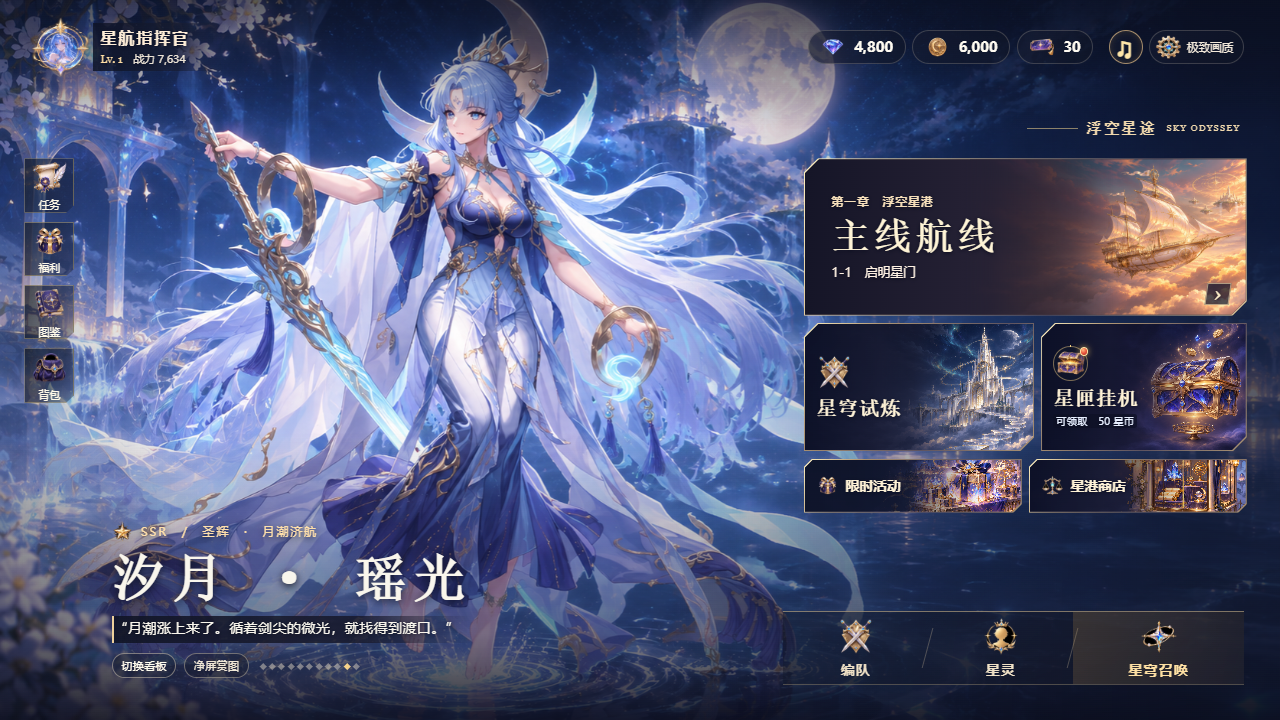 星航指挥官
Lv. 1 战力 7,634
4,800
6,000
30
极致画质
浮空星途 SKY ODYSSEY
任务
福利
图鉴
背包
第一章 浮空星港
主线航线
1-1 启明星门
星穹试炼
星匣挂机
可领取 50 星币
限时活动
星港商店
SSR / 圣辉 · 月潮济航
汐月 · 瑶光
“月潮涨上来了。循着剑尖的微光，就找得到渡口。”
切换看板
净屏赏图
编队
星灵
星穹召唤